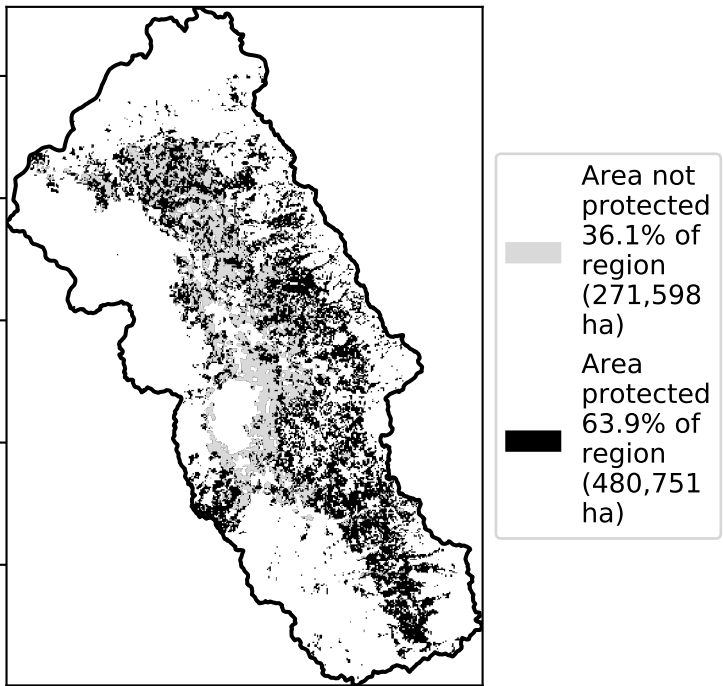 Area not
protected
36.1% of
region
(271,598
ha)
Area
protected
63.9% of
region
(480,751
ha)